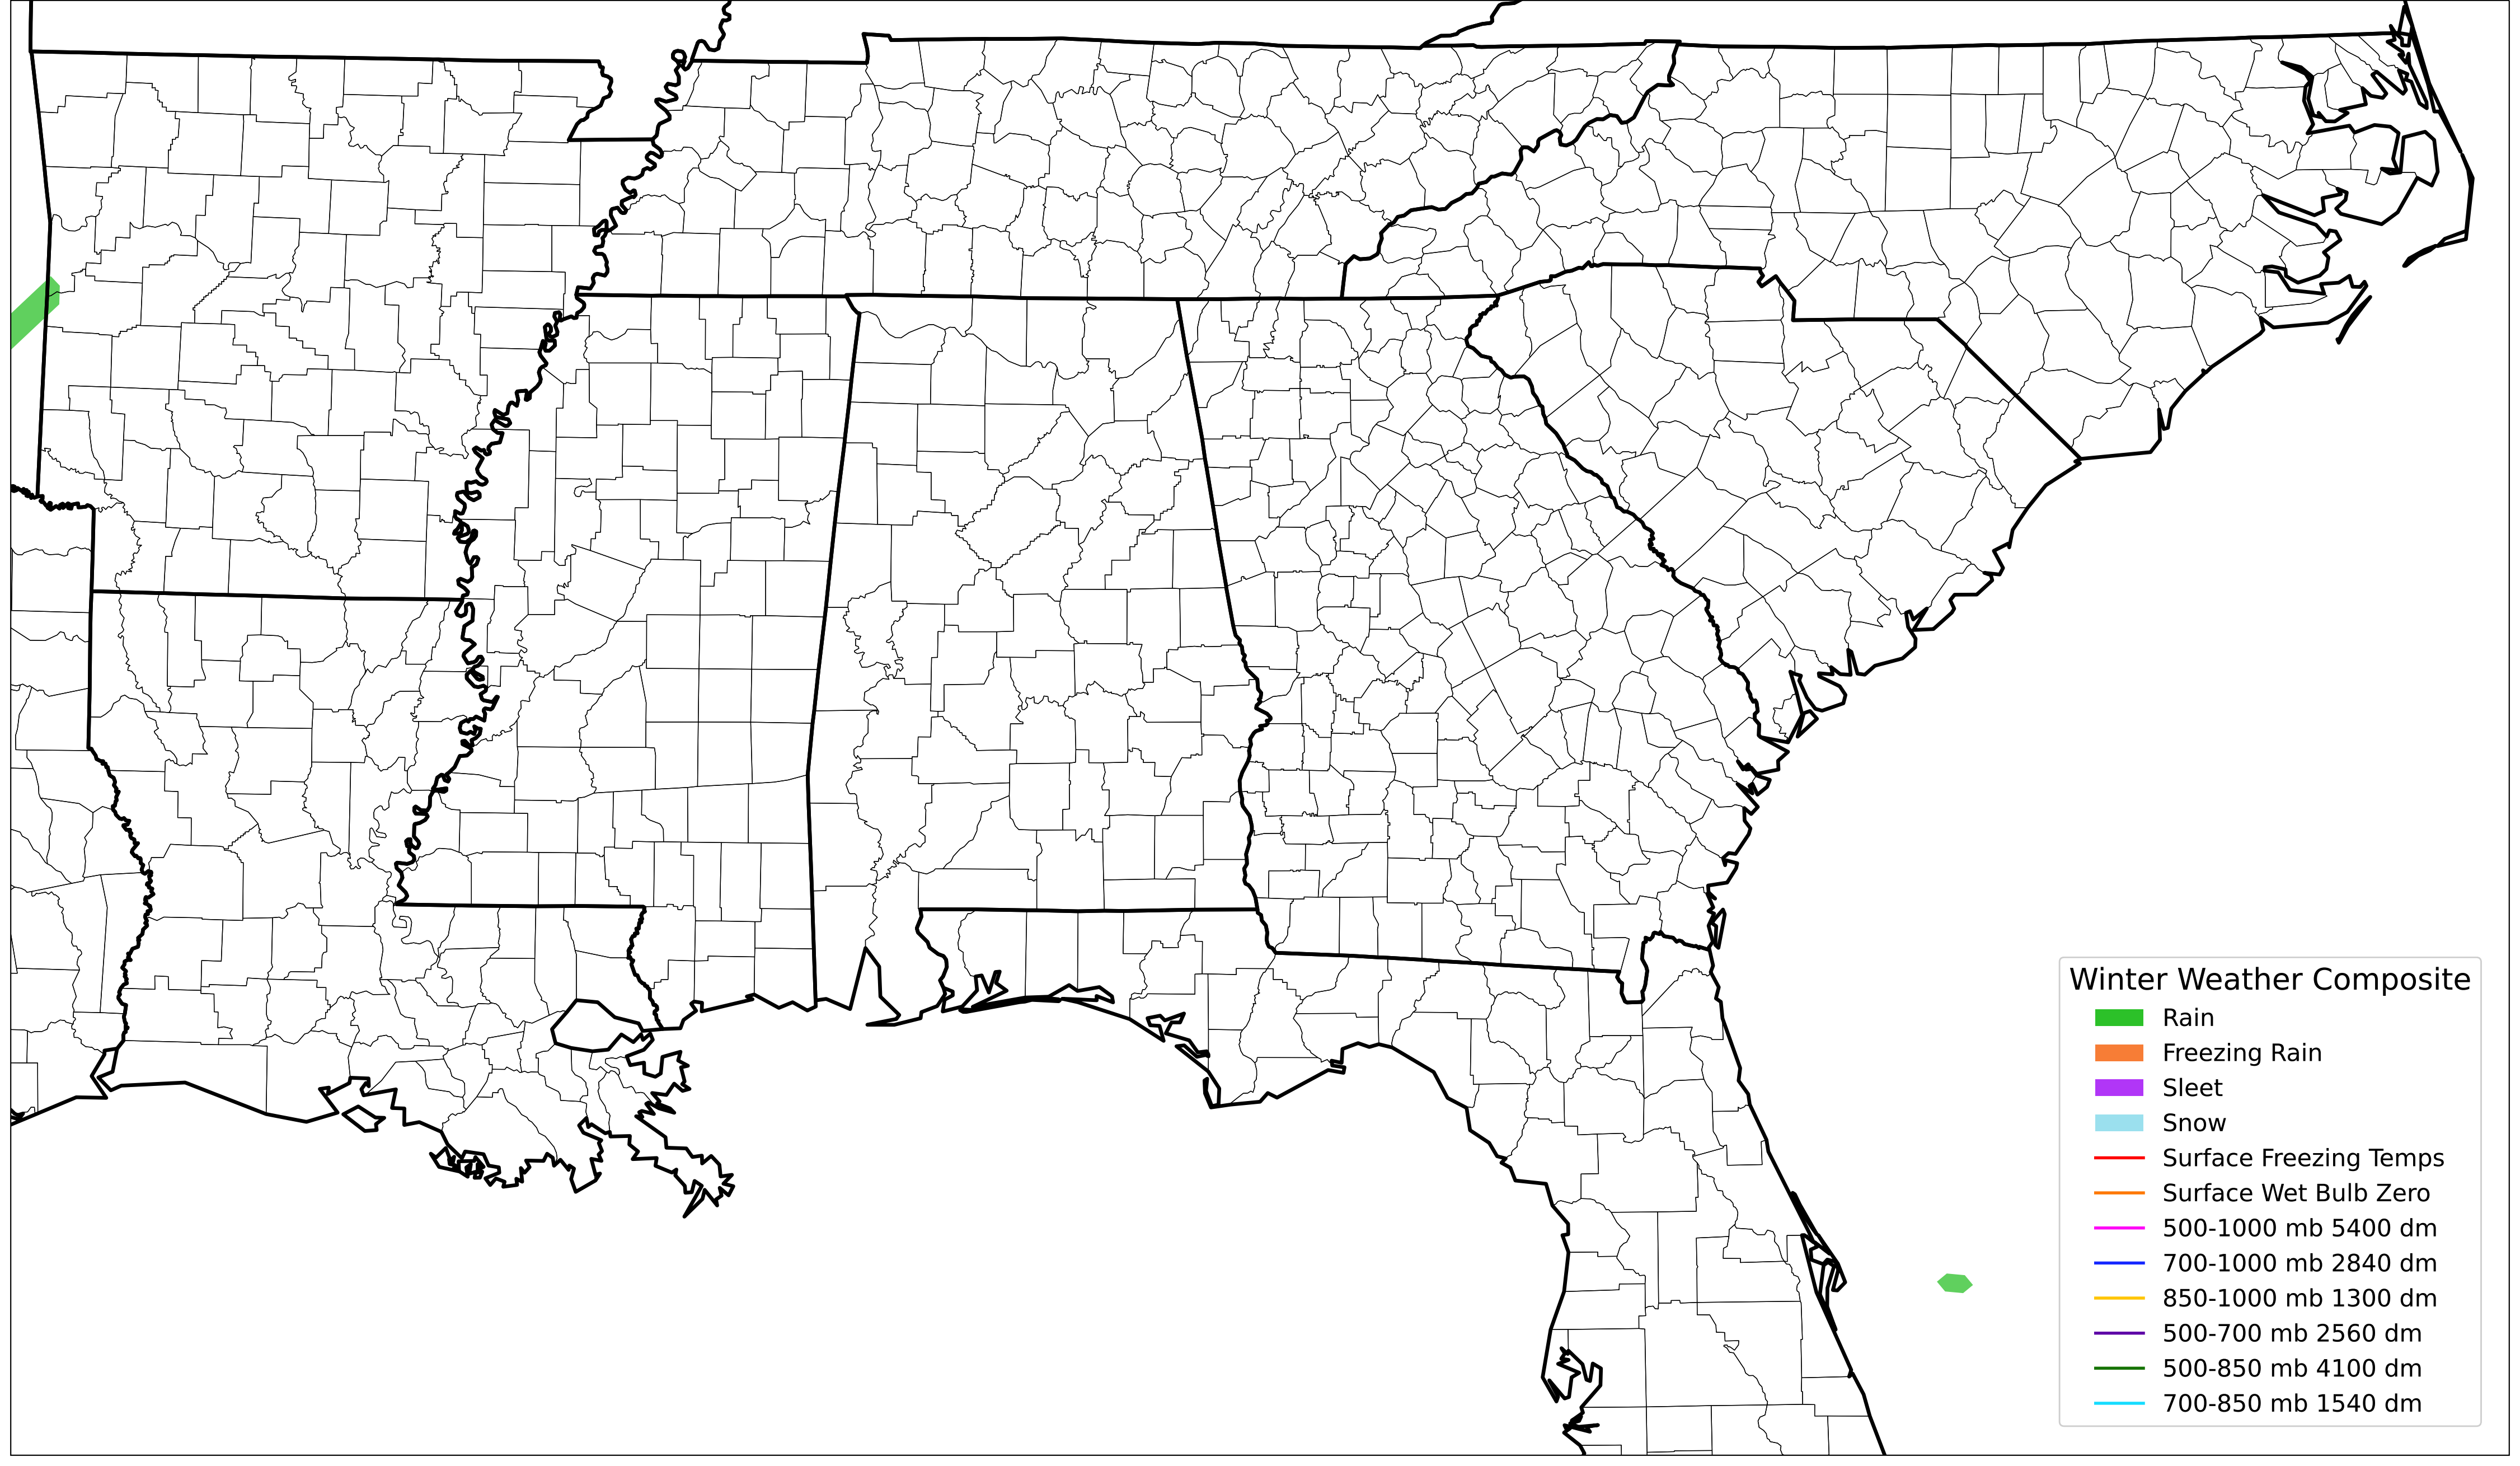 Winter Weather Composite
Rain
Freezing Rain
Sleet
Snow
Surface Freezing Temps
Surface Wet Bulb Zero
500-1000 mb 5400 dm
700-1000 mb 2840 dm
850-1000 mb 1300 dm
500-700 mb 2560 dm
500-850 mb 4100 dm
700-850 mb 1540 dm